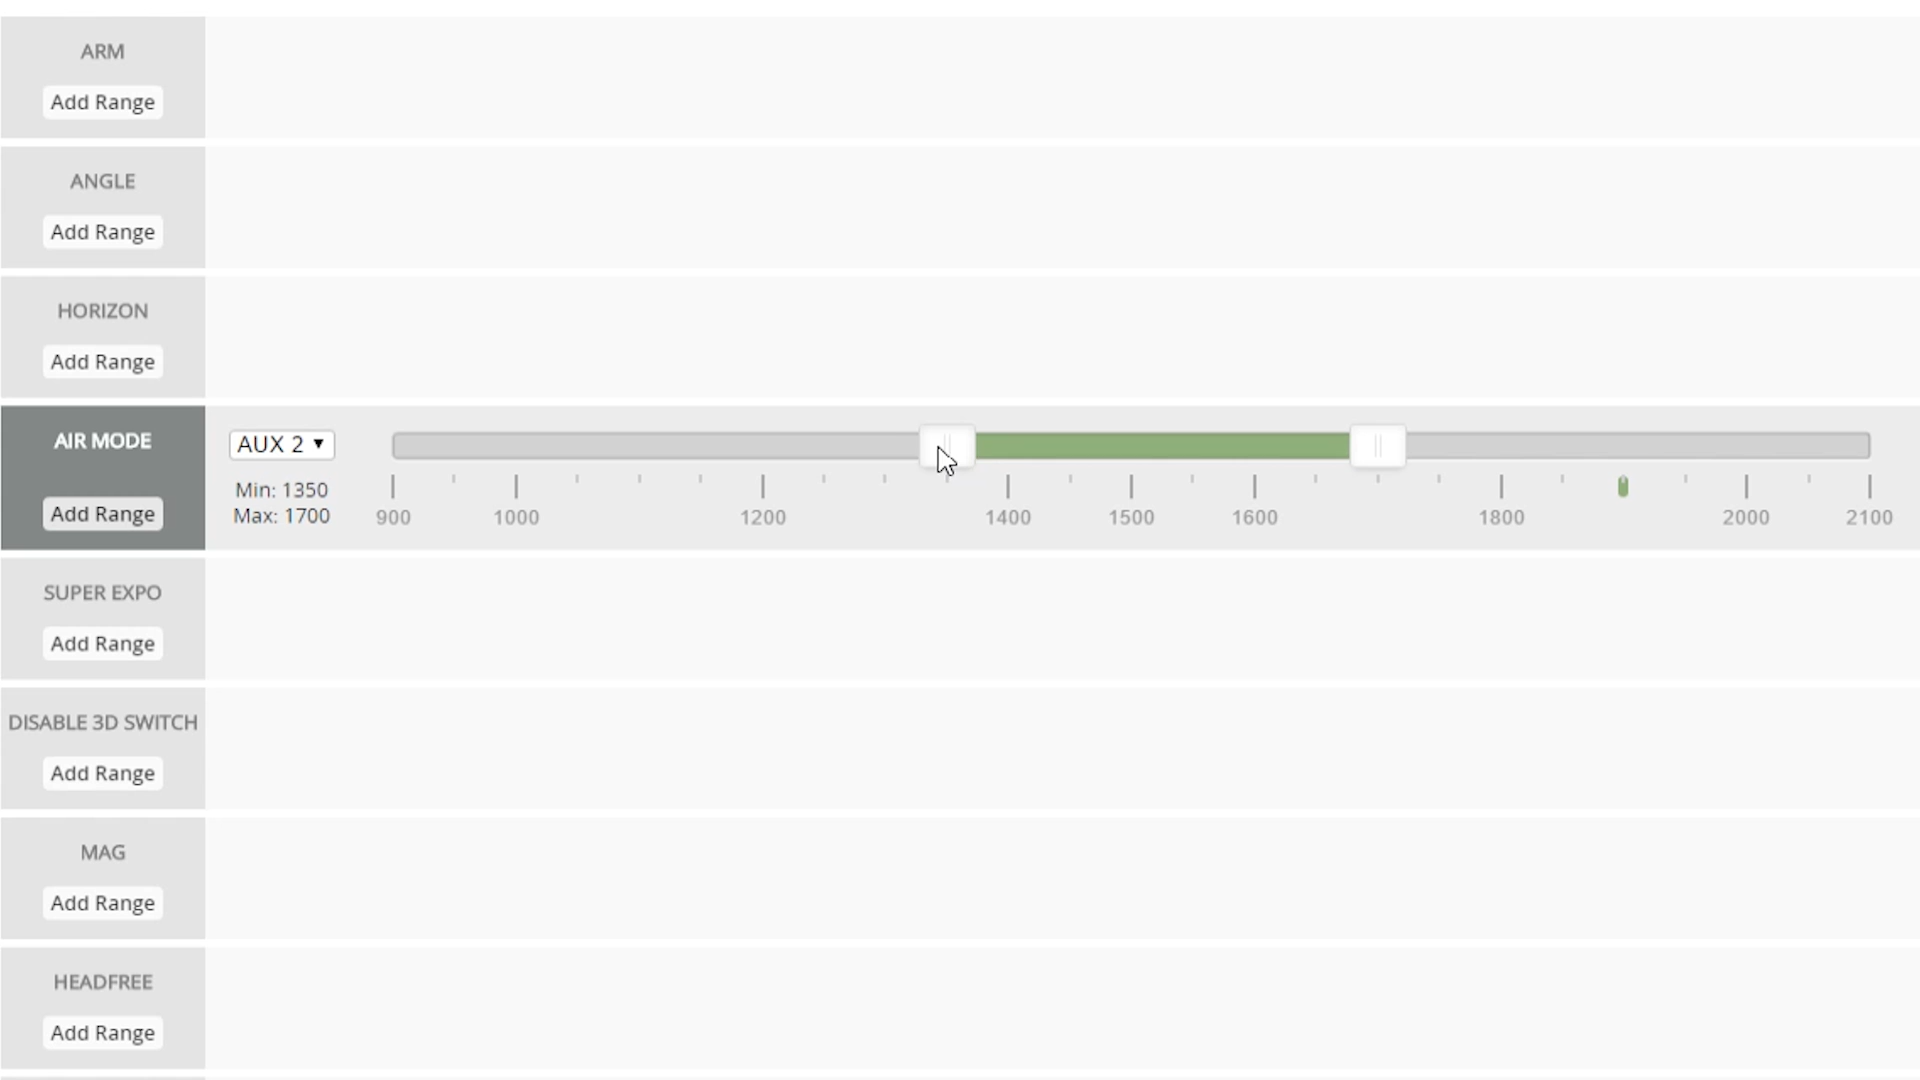 ARM
Add Range
ANGLE
Add Range
HORIZON
Add Range
AIR MODE
Add Range
AUX 2 ▼
Min: 1350
Max: 1700
900 1000 1200 1400 1500 1600 1800 2000 2100
SUPER EXPO
Add Range
DISABLE 3D SWITCH
Add Range
MAG
Add Range
HEADFREE
Add Range